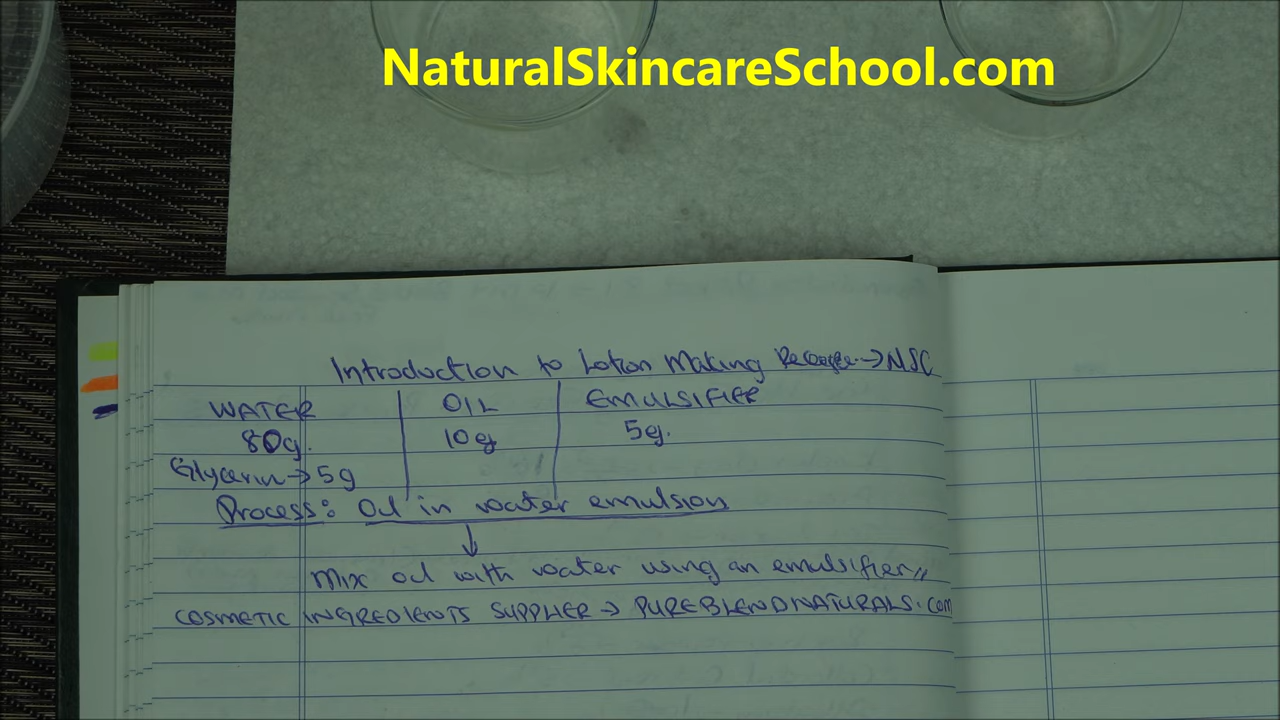 NaturalSkincareSchool.com
Introduction to Lotion Making → NSC
WATER OIL EMULSIFIER
80g. 10g 5g.
Glycerin → 5g
Process: Oil in water emulsion
↓
Mix oil with water using an emulsifier,,
COSMETIC INGREDIENTS SUPPLIER → PUREBLENDNATURALS.COM